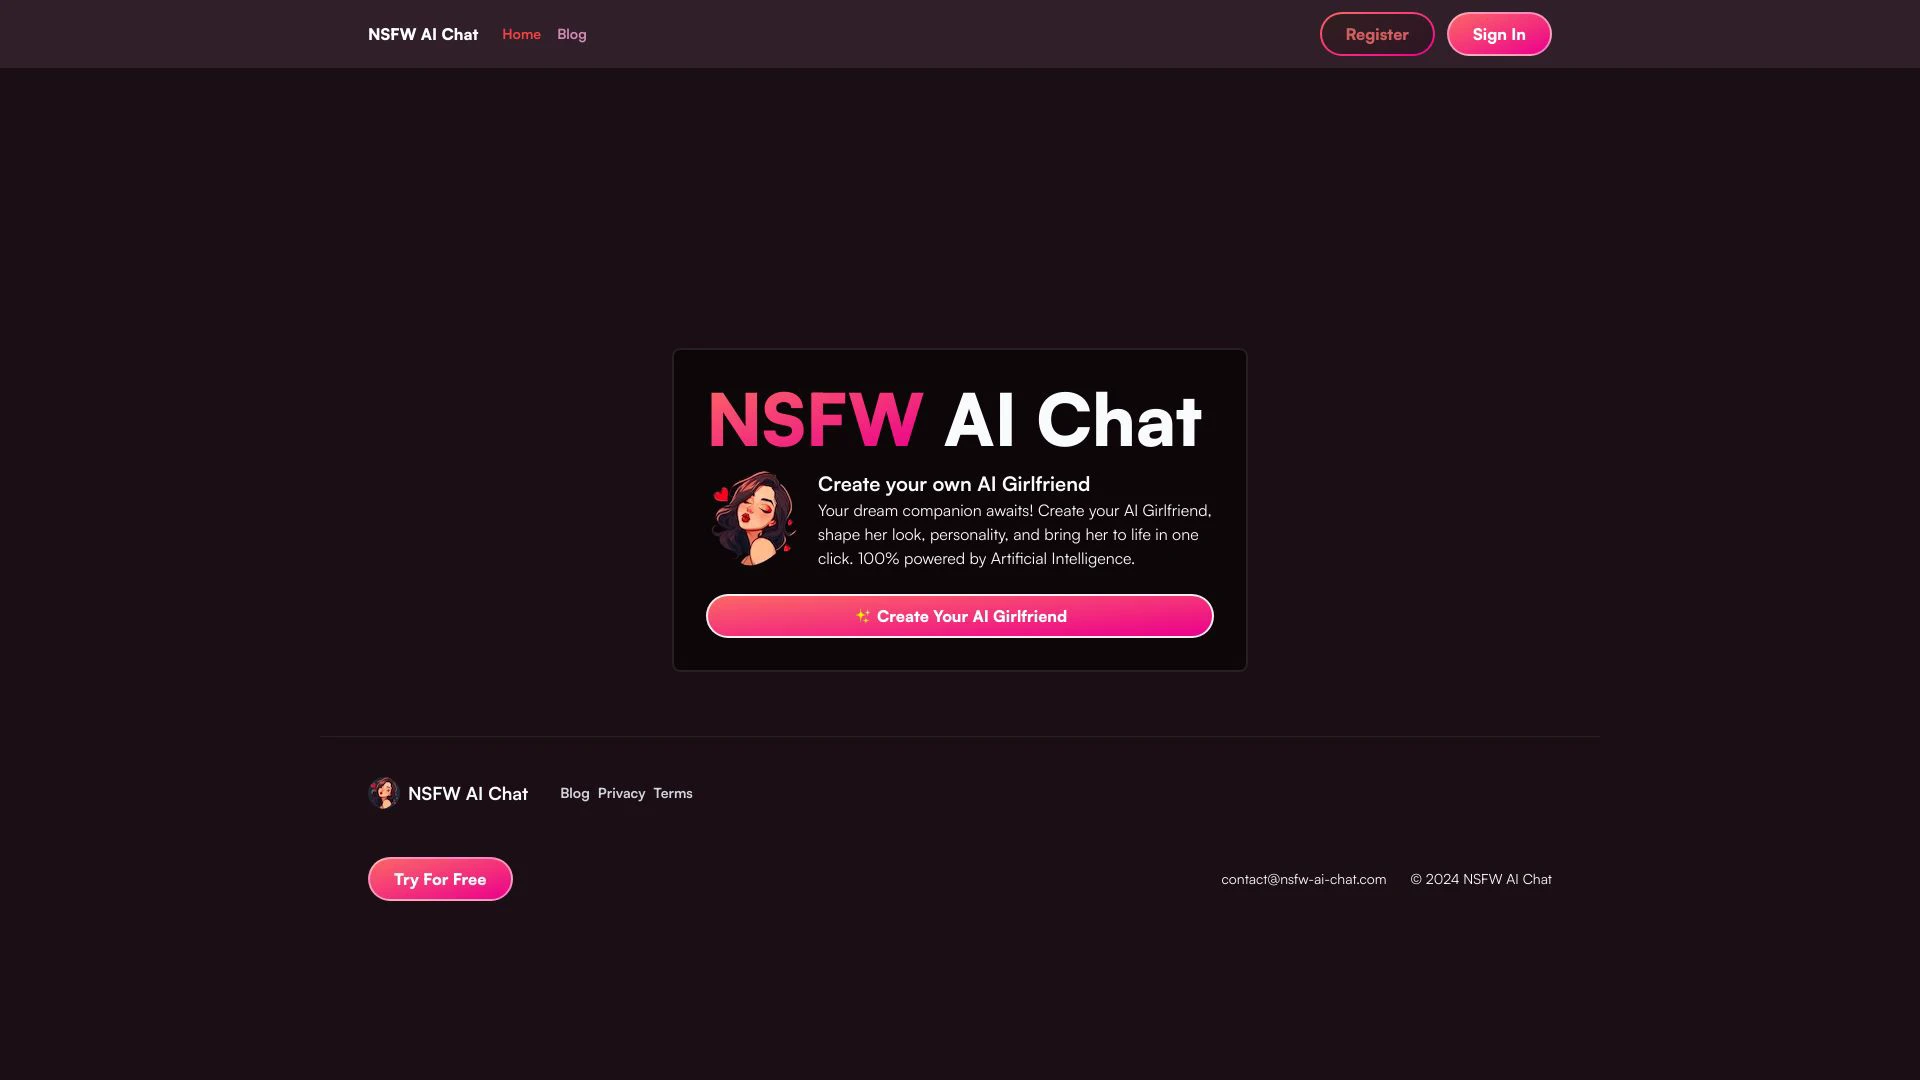 NSFW AI Chat
Home
Blog
Register
Sign In
NSFW AI Chat
Create your own AI Girlfriend
Your dream companion awaits! Create your AI Girlfriend,
shape her look, personality, and bring her to life in one
click. 100% powered by Artificial Intelligence.
✨ Create Your AI Girlfriend
NSFW AI Chat
Blog
Privacy
Terms
Try For Free
contact@nsfw-ai-chat.com
© 2024 NSFW AI Chat